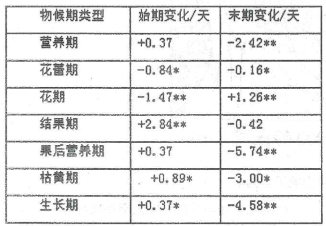 物候期类型 始期变化/天 末期变化/天
营养期 +0.37 -2.42**
花蕾期 -0.84* -0.16*
花期 -1.47** +1.26**
结果期 +2.84** -0.42
果后营养期 +0.37 -5.74**
枯黄期 +0.89* -3.00*
生长期 +0.37* -4.58**